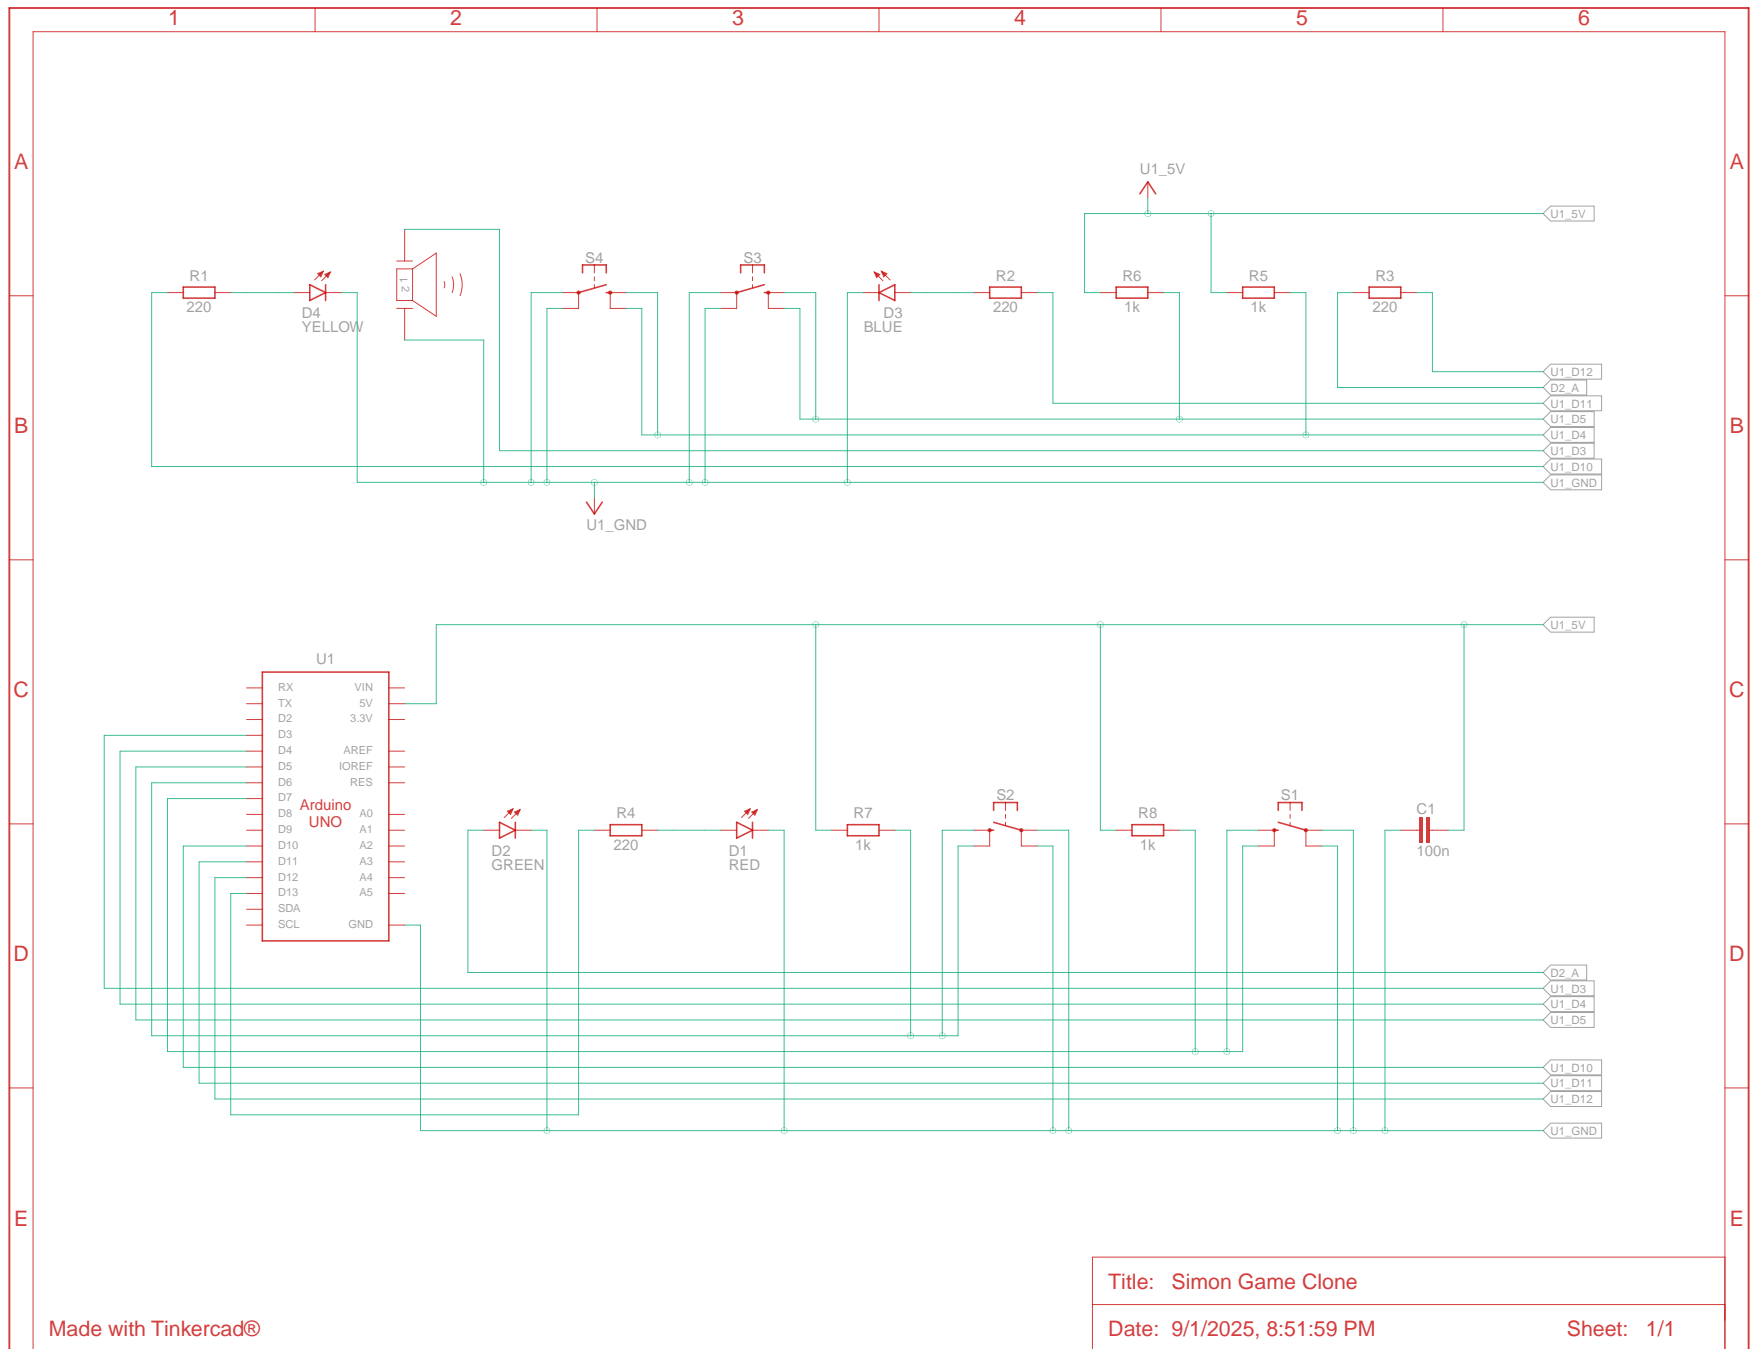 1 2 3 4 5 6
A A
U1_5V
U1_5V
S4 S3
R1 R2 R6 R5 R3
220 D4 D3 220 1k 1k 220
YELLOW BLUE
U1_D12
D2_A
U1_D11
B U1_D5 B
U1_D4
U1_D3
U1_D10
U1_GND
U1_GND
U1_5V
U1
C C
RX VIN
TX 5V
D2 3.3V
D3
D4 AREF
D5 IOREF
D6 RES
D7
Arduino
D8 A0
UNO
D9 A1
D10 A2
D11 A3
D12 A4
D13 A5
SDA
SCL GND
S2 S1
R4 R7 R8 C1
D2 220 D1 1k 1k 100n
GREEN RED
D D
D2_A
U1_D3
U1_D4
U1_D5
U1_D10
U1_D11
U1_D12
U1_GND
E E
Title: Simon Game Clone
Made with Tinkercad® Date: 9/1/2025, 8:51:59 PM Sheet: 1/1